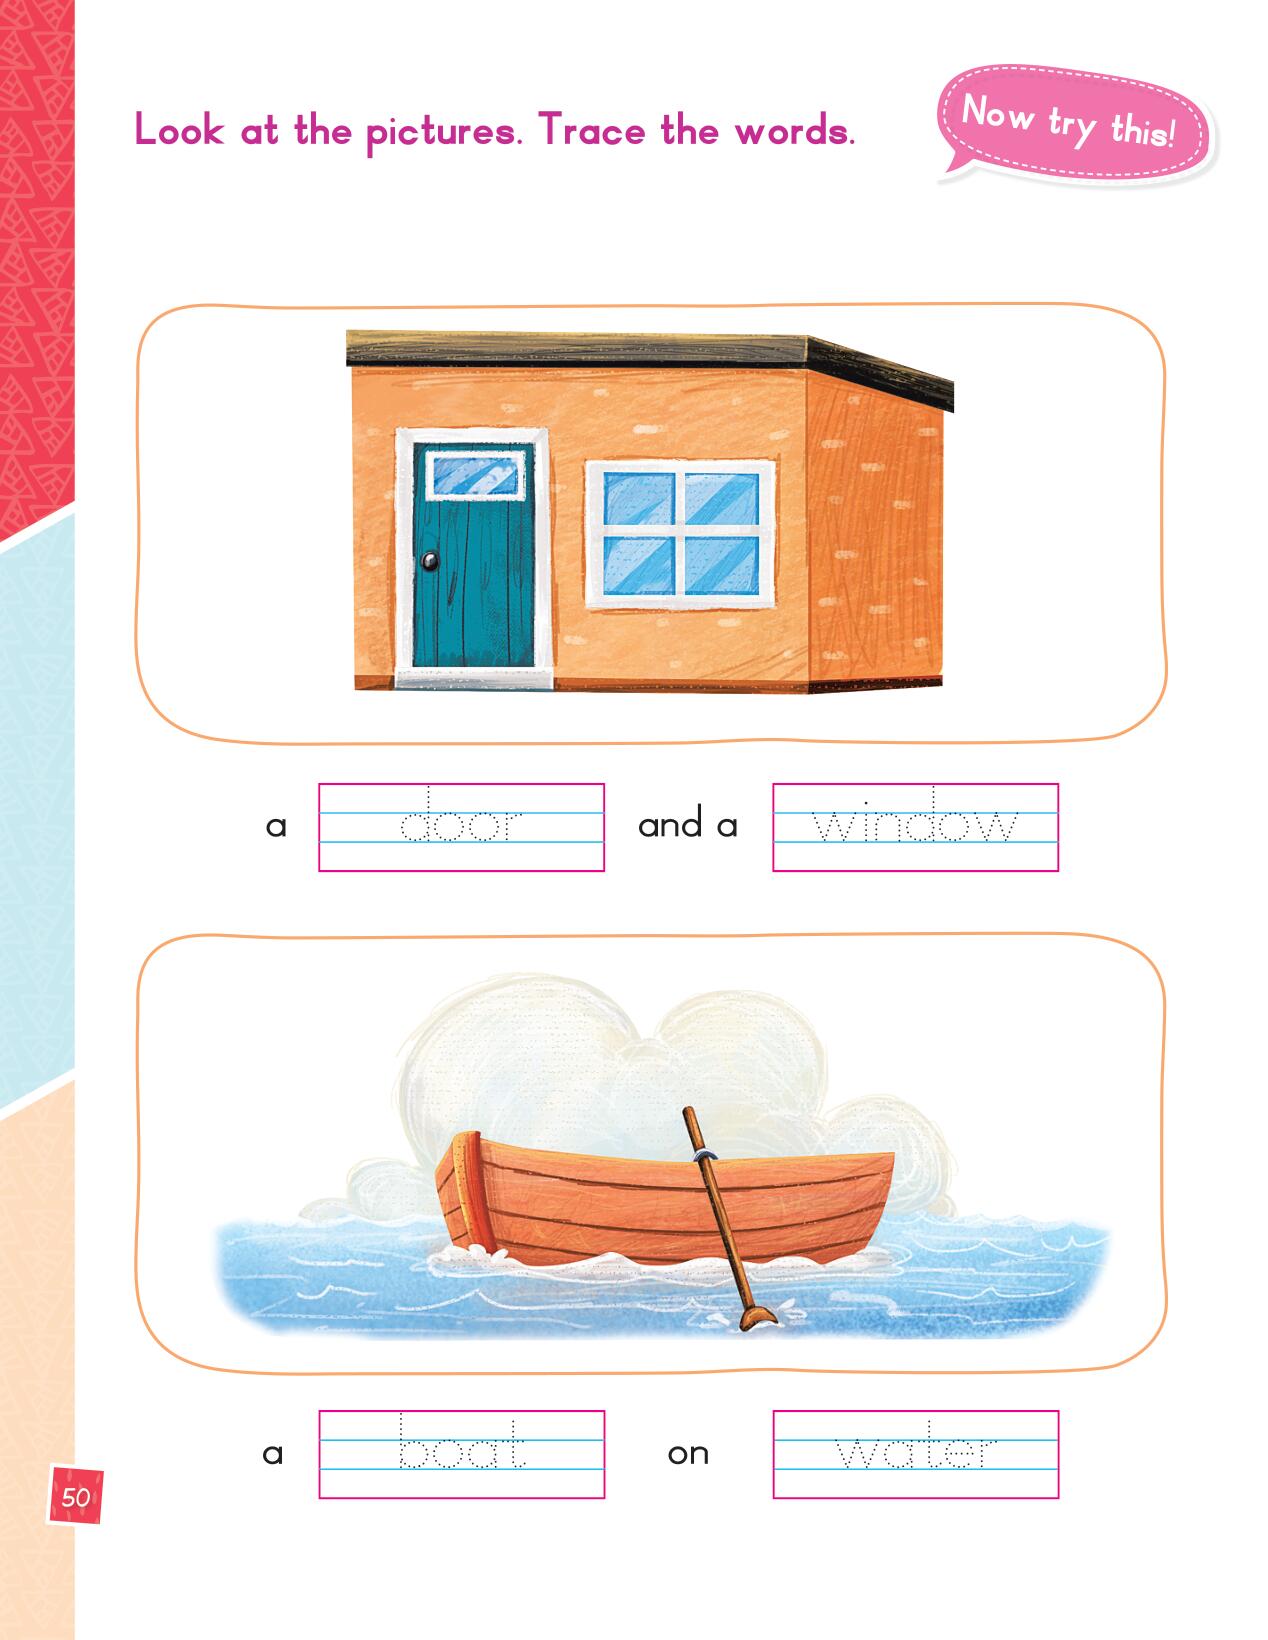 Look at the pictures. Trace the words.
Now try this!
a door and a window
a boat on water
50